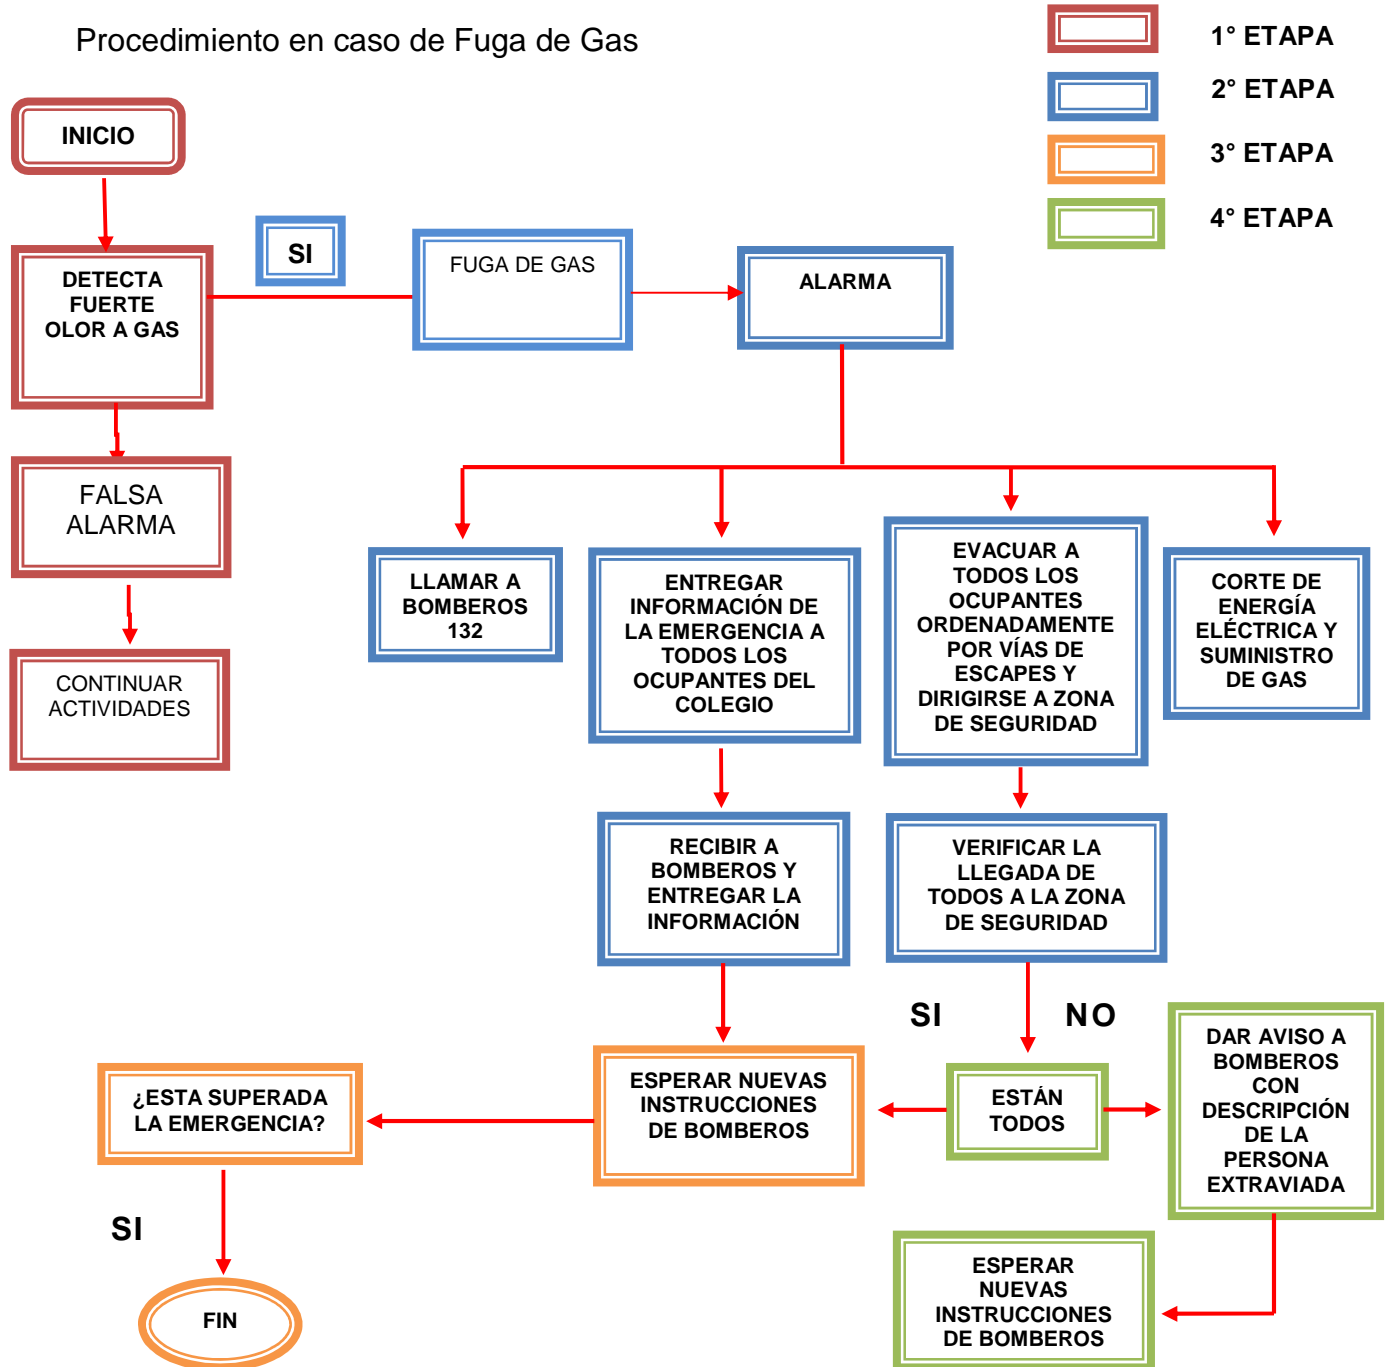 Procedimiento en caso de Fuga de Gas
1° ETAPA
2° ETAPA
3° ETAPA
4° ETAPA
INICIO
DETECTA
FUERTE
OLOR A GAS
SI
FUGA DE GAS
ALARMA
FALSA
ALARMA
CONTINUAR
ACTIVIDADES
LLAMAR A
BOMBEROS
132
ENTREGAR
INFORMACIÓN DE
LA EMERGENCIA A
TODOS LOS
OCUPANTES DEL
COLEGIO
EVACUAR A
TODOS LOS
OCUPANTES
ORDENADAMENTE
POR VÍAS DE
ESCAPES Y
DIRIGIRSE A ZONA
DE SEGURIDAD
CORTE DE
ENERGÍA
ELÉCTRICA Y
SUMINISTRO
DE GAS
RECIBIR A
BOMBEROS Y
ENTREGAR LA
INFORMACIÓN
VERIFICAR LA
LLEGADA DE
TODOS A LA ZONA
DE SEGURIDAD
SI
NO
¿ESTA SUPERADA
LA EMERGENCIA?
ESPERAR NUEVAS
INSTRUCCIONES
DE BOMBEROS
ESTÁN
TODOS
DAR AVISO A
BOMBEROS
CON
DESCRIPCIÓN
DE LA
PERSONA
EXTRAVIADA
SI
FIN
ESPERAR
NUEVAS
INSTRUCCIONES
DE BOMBEROS